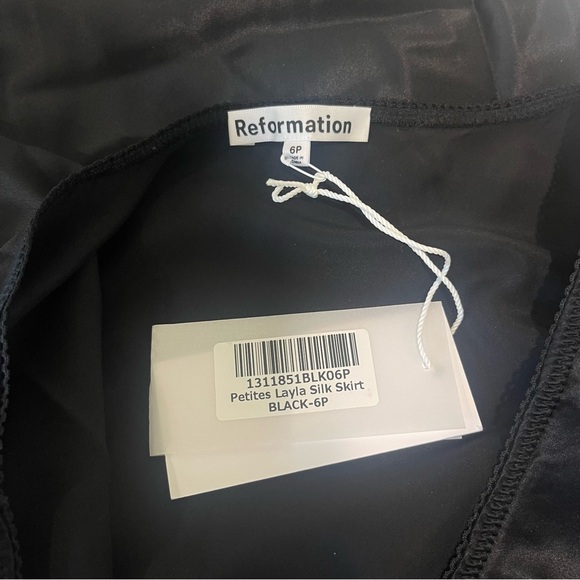 Reformation
6P
1311851BLK06P
Petites Layla Silk Skirt
BLACK-6P